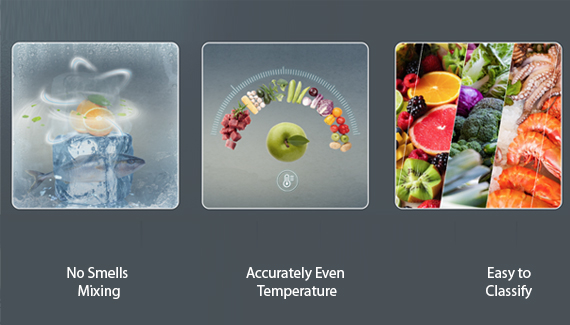 No Smells
Mixing
Accurately Even
Temperature
Easy to
Classify